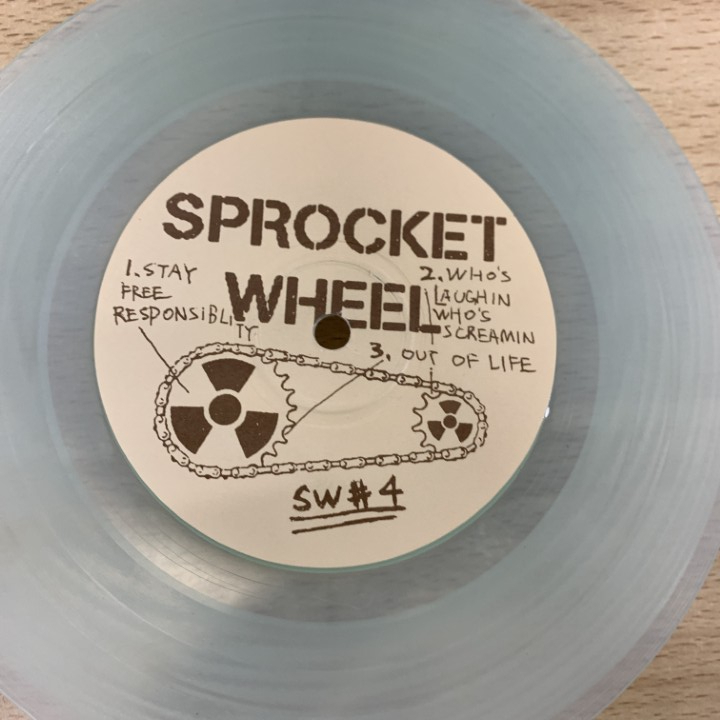 SPROCKET
WHEEL
1. STAY
FREE
RESPONSIBLITY
2. WHO'S
LAUGHIN
WHO'S
SCREAMIN
3. OUT OF LIFE
SW#4